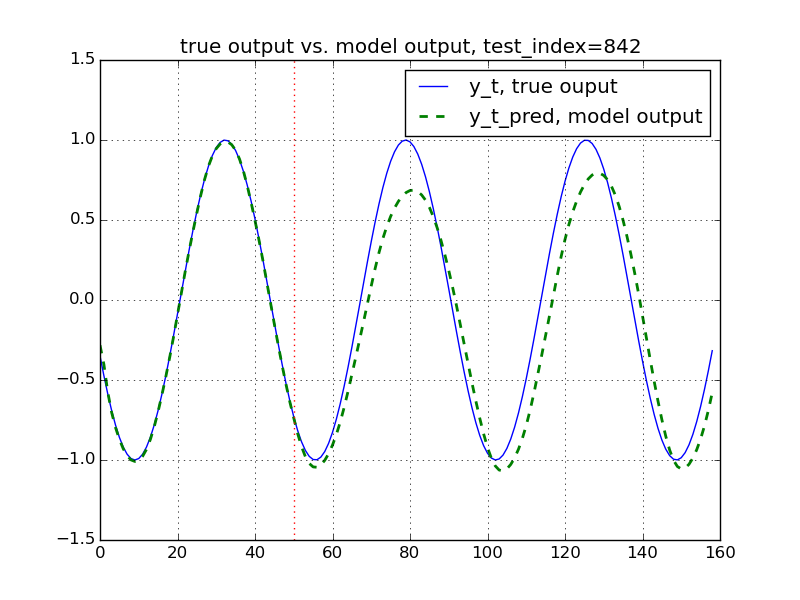 true output vs. model output, test_index=842
y_t, true ouput
y_t_pred, model output
1.5
1.0
0.5
0.0
−0.5
−1.0
−1.5
0 20 40 60 80 100 120 140 160